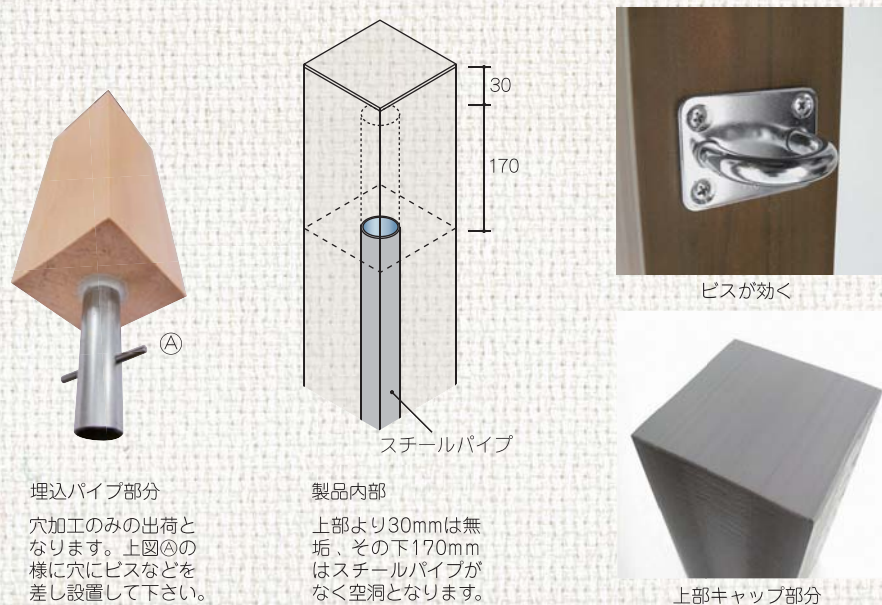 30
170
Ⓐ
スチールパイプ
埋込パイプ部分
穴加工のみの出荷と
なります。上図Ⓐの
様に穴にビスなどを
差し設置して下さい。
製品内部
上部より30mmは無
垢、その下170mm
はスチールパイプが
なく空洞となります。
ビスが効く
上部キャップ部分